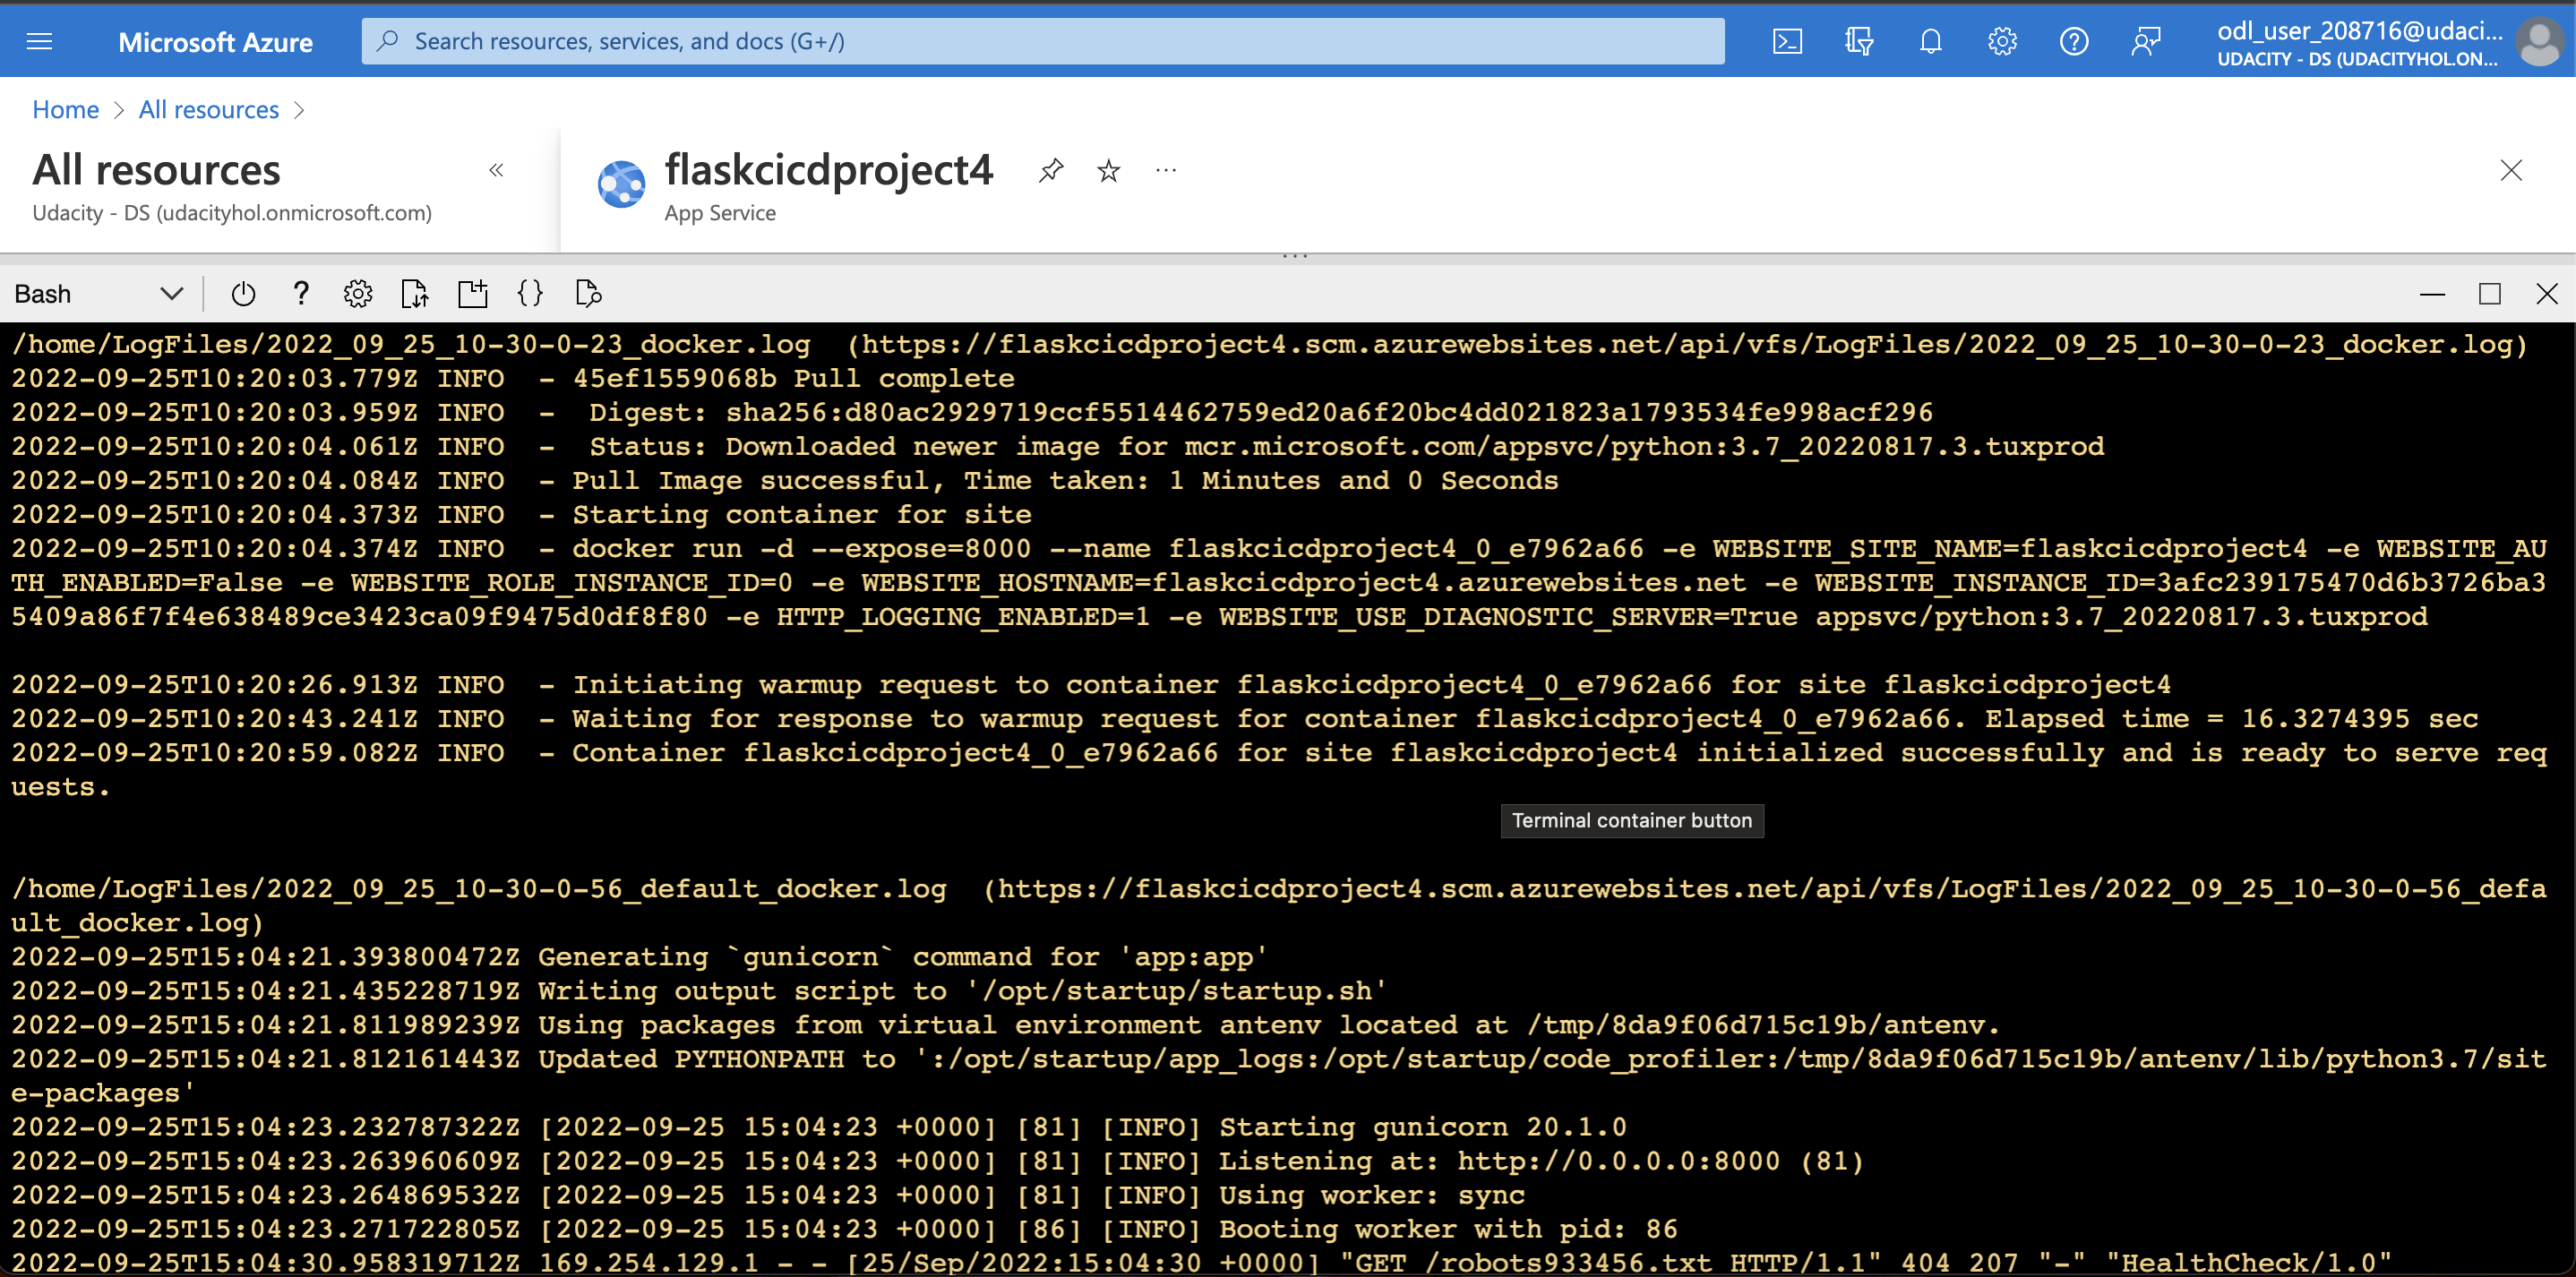 Microsoft Azure
Search resources, services, and docs (G+/)
odl_user_208716@udaci...
UDACITY - DS (UDACITYHOL.ON...
Home > All resources >
All resources
Udacity - DS (udacityhol.onmicrosoft.com)
flaskcicdproject4
App Service
Bash
/home/LogFiles/2022_09_25_10-30-0-23_docker.log  (https://flaskcicdproject4.scm.azurewebsites.net/api/vfs/LogFiles/2022_09_25_10-30-0-23_docker.log)
2022-09-25T10:20:03.779Z INFO  - 45ef1559068b Pull complete
2022-09-25T10:20:03.959Z INFO  -  Digest: sha256:d80ac2929719ccf5514462759ed20a6f20bc4dd021823a1793534fe998acf296
2022-09-25T10:20:04.061Z INFO  -  Status: Downloaded newer image for mcr.microsoft.com/appsvc/python:3.7_20220817.3.tuxprod
2022-09-25T10:20:04.084Z INFO  - Pull Image successful, Time taken: 1 Minutes and 0 Seconds
2022-09-25T10:20:04.373Z INFO  - Starting container for site
2022-09-25T10:20:04.374Z INFO  - docker run -d --expose=8000 --name flaskcicdproject4_0_e7962a66 -e WEBSITE_SITE_NAME=flaskcicdproject4 -e WEBSITE_AU
TH_ENABLED=False -e WEBSITE_ROLE_INSTANCE_ID=0 -e WEBSITE_HOSTNAME=flaskcicdproject4.azurewebsites.net -e WEBSITE_INSTANCE_ID=3afc239175470d6b3726ba3
5409a86f7f4e638489ce3423ca09f9475d0df8f80 -e HTTP_LOGGING_ENABLED=1 -e WEBSITE_USE_DIAGNOSTIC_SERVER=True appsvc/python:3.7_20220817.3.tuxprod
2022-09-25T10:20:26.913Z INFO  - Initiating warmup request to container flaskcicdproject4_0_e7962a66 for site flaskcicdproject4
2022-09-25T10:20:43.241Z INFO  - Waiting for response to warmup request for container flaskcicdproject4_0_e7962a66. Elapsed time = 16.3274395 sec
2022-09-25T10:20:59.082Z INFO  - Container flaskcicdproject4_0_e7962a66 for site flaskcicdproject4 initialized successfully and is ready to serve req
uests.
Terminal container button
/home/LogFiles/2022_09_25_10-30-0-56_default_docker.log  (https://flaskcicdproject4.scm.azurewebsites.net/api/vfs/LogFiles/2022_09_25_10-30-0-56_defa
ult_docker.log)
2022-09-25T15:04:21.393800472Z Generating `gunicorn` command for 'app:app'
2022-09-25T15:04:21.435228719Z Writing output script to '/opt/startup/startup.sh'
2022-09-25T15:04:21.811989239Z Using packages from virtual environment antenv located at /tmp/8da9f06d715c19b/antenv.
2022-09-25T15:04:21.812161443Z Updated PYTHONPATH to ':/opt/startup/app_logs:/opt/startup/code_profiler:/tmp/8da9f06d715c19b/antenv/lib/python3.7/sit
e-packages'
2022-09-25T15:04:23.232787322Z [2022-09-25 15:04:23 +0000] [81] [INFO] Starting gunicorn 20.1.0
2022-09-25T15:04:23.263960609Z [2022-09-25 15:04:23 +0000] [81] [INFO] Listening at: http://0.0.0.0:8000 (81)
2022-09-25T15:04:23.264869532Z [2022-09-25 15:04:23 +0000] [81] [INFO] Using worker: sync
2022-09-25T15:04:23.271722805Z [2022-09-25 15:04:23 +0000] [86] [INFO] Booting worker with pid: 86
2022-09-25T15:04:30.958319712Z 169.254.129.1 - - [25/Sep/2022:15:04:30 +0000] "GET /robots933456.txt HTTP/1.1" 404 207 "-" "HealthCheck/1.0"